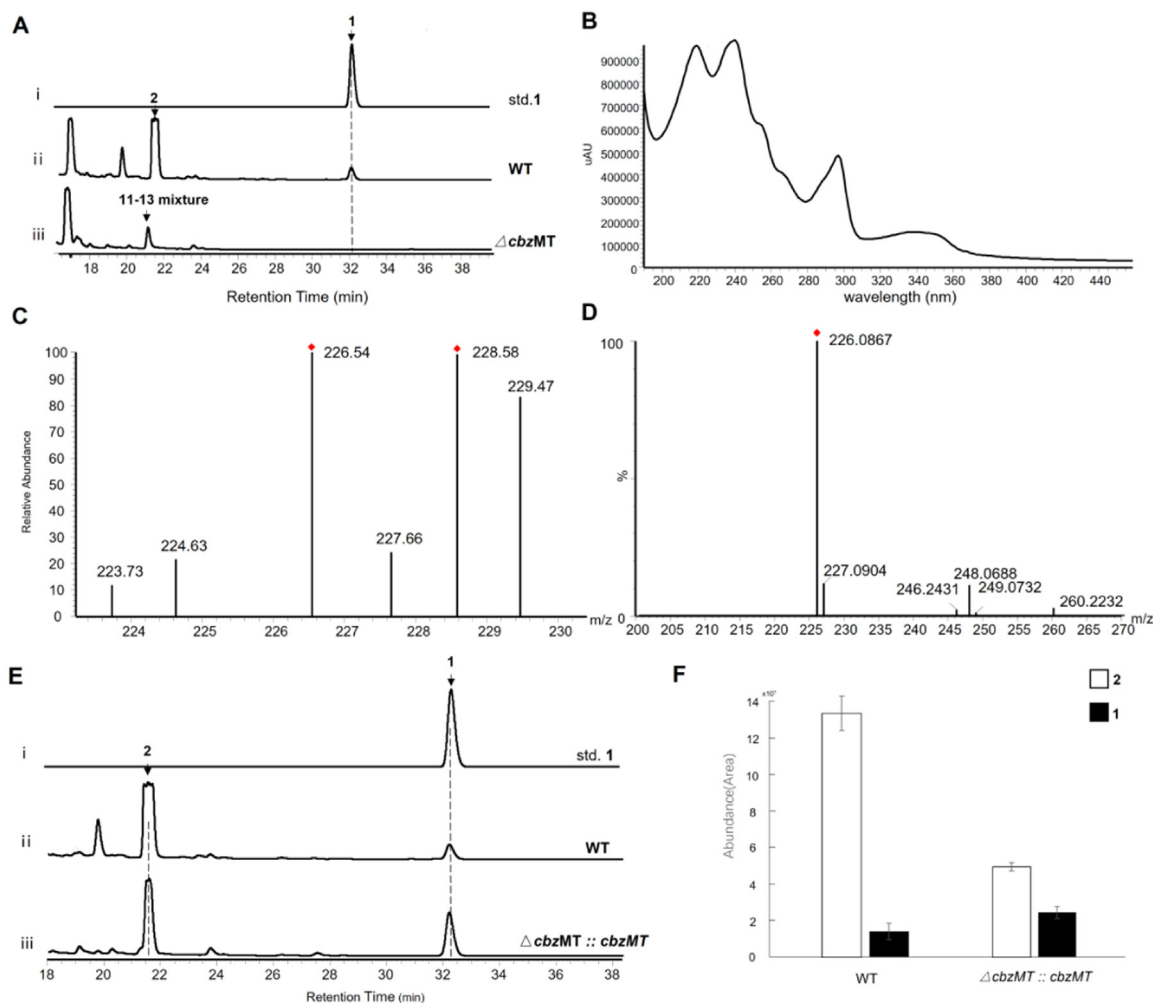 A
1
i
std.1
2
ii
WT
11-13 mixture
iii
△cbzMT
18 20 22 24 26 28 30 32 34 36 38
Retention Time (min)
B
900000
800000
700000
600000
500000
400000
300000
200000
100000
0
uAU
200 220 240 260 280 300 320 340 360 380 400 420 440
wavelength (nm)
C
100
90
80
70
60
50
40
30
20
10
0
Relative Abundance
226.54
228.58
229.47
227.66
224.63
223.73
224 225 226 227 228 229 230 m/z
D
100
%
0
226.0867
227.0904
246.2431
248.0688
249.0732
260.2232
200 205 210 215 220 225 230 235 240 245 250 255 260 265 270
m/z
E
1
i
std. 1
2
ii
WT
iii
△cbzMT :: cbzMT
18 20 22 24 26 28 30 32 34 36 38
Retention Time (min)
F
2
1
14
12
10
8
6
4
2
0
Abundance(Area)
WT
△cbzMT :: cbzMT